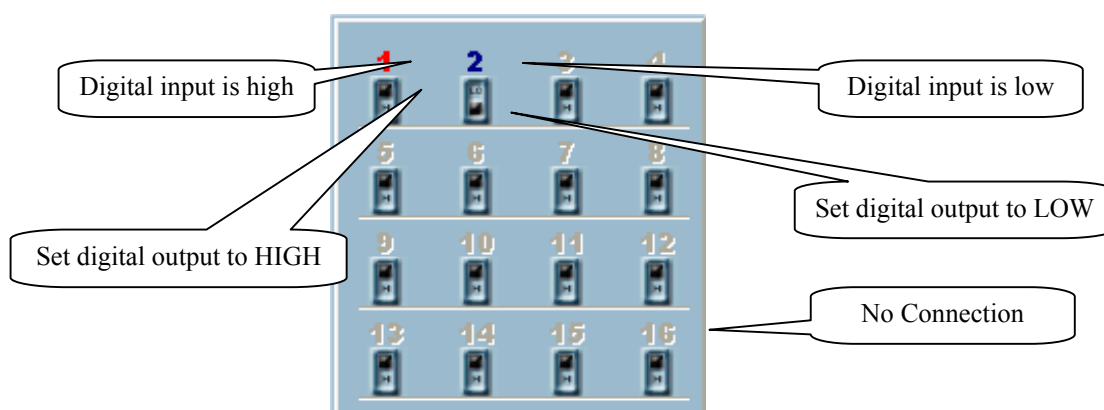 1 2 3 4
Digital input is high
Digital input is low
LO
5 6 7 8
Set digital output to LOW
Set digital output to HIGH
9 10 11 12
No Connection
13 14 15 16